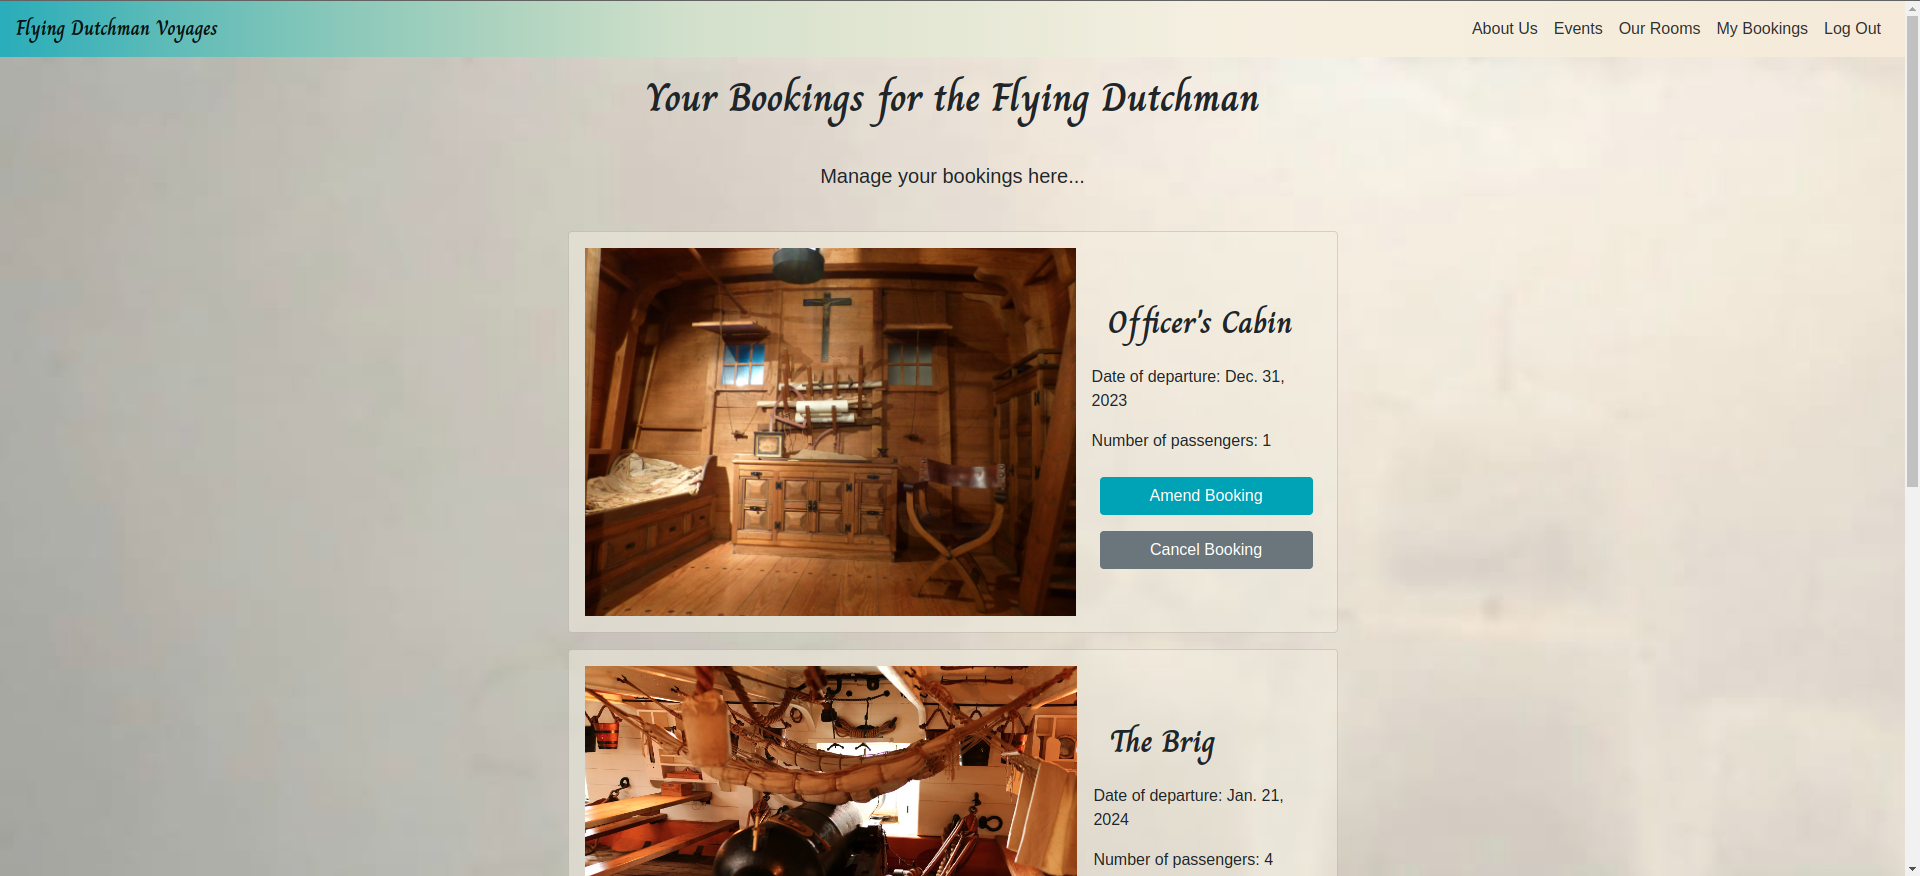 Flying Dutchman Voyages
About Us Events Our Rooms My Bookings Log Out
Your Bookings for the Flying Dutchman
Manage your bookings here...
Officer's Cabin
Date of departure: Dec. 31,
2023
Number of passengers: 1
Amend Booking
Cancel Booking
The Brig
Date of departure: Jan. 21,
2024
Number of passengers: 4